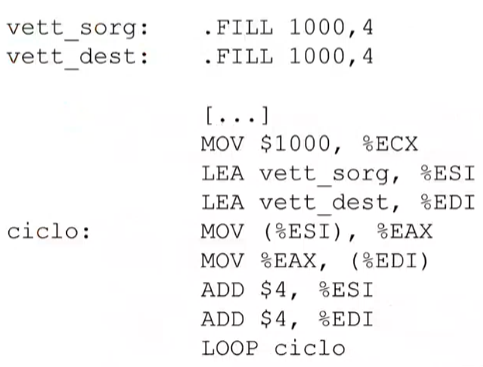 vett_sorg: .FILL 1000,4
vett_dest: .FILL 1000,4
[...]
MOV $1000, %ECX
LEA vett_sorg, %ESI
LEA vett_dest, %EDI
ciclo: MOV (%ESI), %EAX
MOV %EAX, (%EDI)
ADD $4, %ESI
ADD $4, %EDI
LOOP ciclo